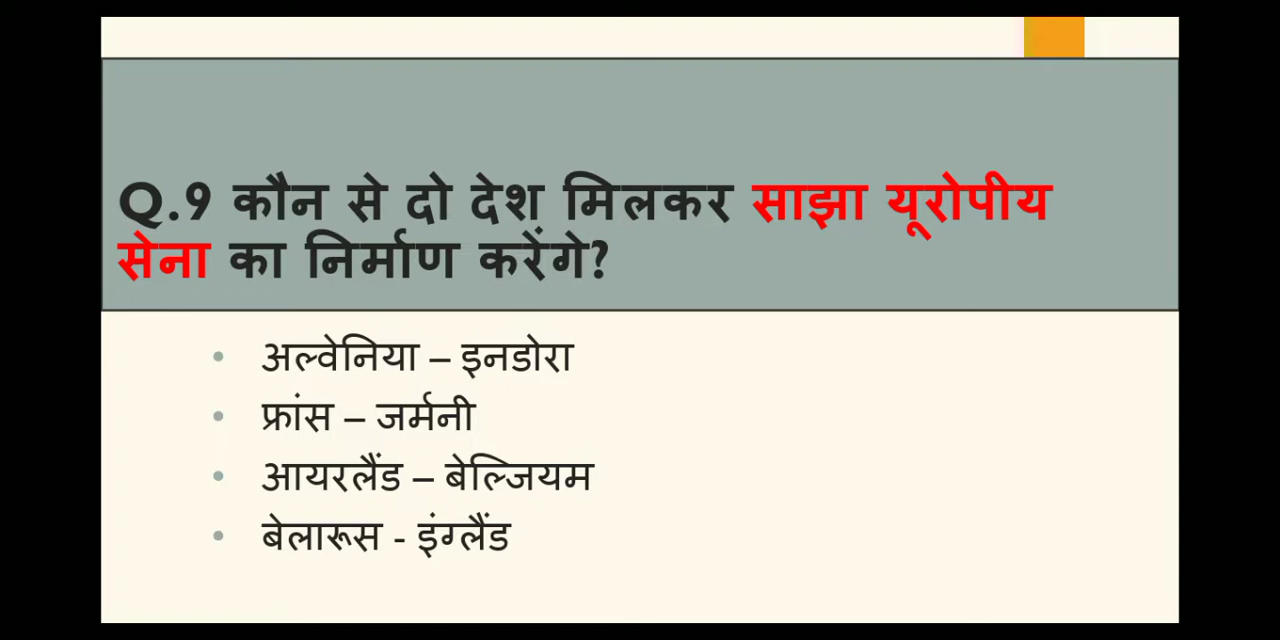 Q.9 कौन से दो देश मिलकर साझा यूरोपीय
सेना का निर्माण करेंगे?
• अल्वेनिया – इनडोरा
• फ्रांस – जर्मनी
• आयरलैंड – बेल्जियम
• बेलारूस - इंग्लैंड